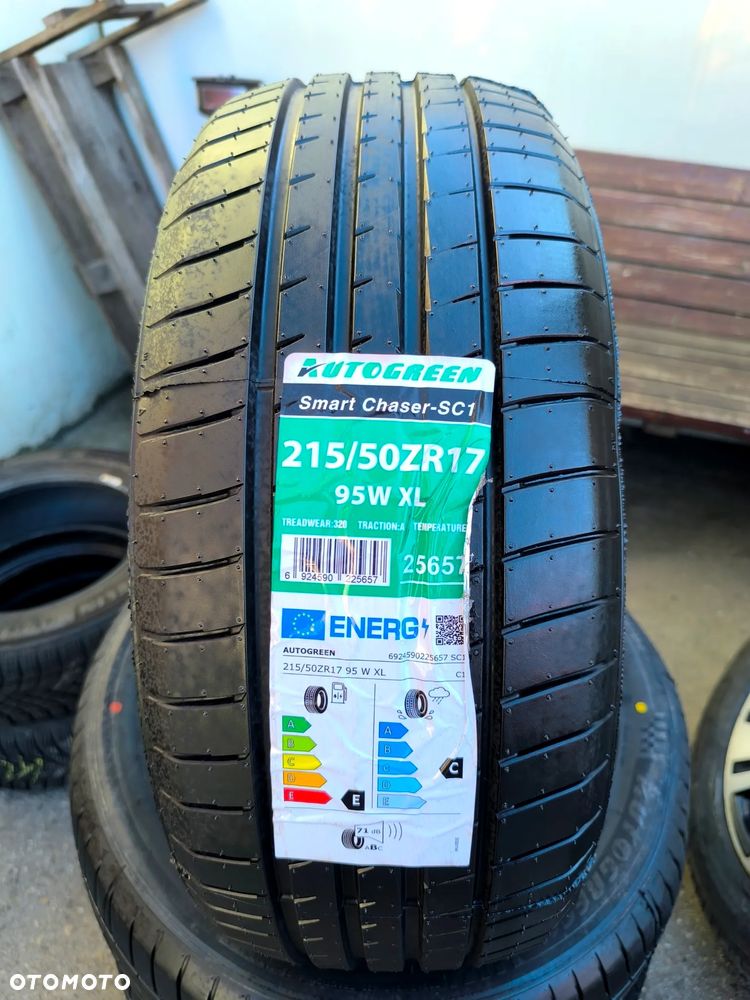 AUTOGREEN
Smart Chaser-SC1
215/50ZR17
95W XL
TREADWEAR:320 TRACTION:A TEMPERATURE
6 924590 225657
25657
ENERG
AUTOGREEN
6924590225657 SC1
215/50ZR17 95 W XL
C1
A
B
C
D
E
E
A
B
C
D
E
C
71 dB
ABC
OTOMOTO